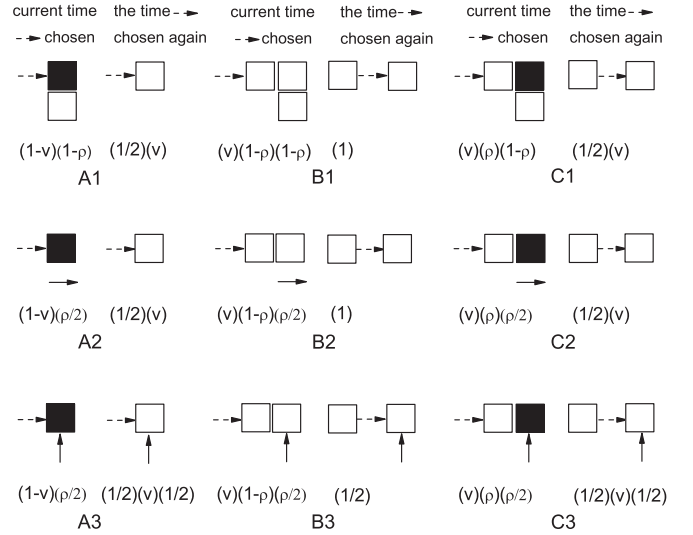 current time the time current time the time current time the time
chosen chosen again chosen chosen again chosen chosen again
(1-v)(1-ρ) (1/2)(v) (v)(1-ρ)(1-ρ) (1) (v)(ρ)(1-ρ) (1/2)(v)
A1 B1 C1
(1-v)(ρ/2) (1/2)(v) (v)(1-ρ)(ρ/2) (1) (v)(ρ)(ρ/2) (1/2)(v)
A2 B2 C2
(1-v)(ρ/2) (1/2)(v)(1/2) (v)(1-ρ)(ρ/2) (1/2) (v)(ρ)(ρ/2) (1/2)(v)(1/2)
A3 B3 C3